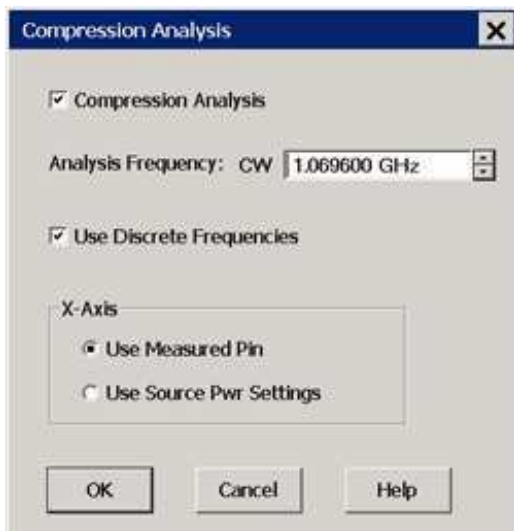 Compression Analysis
Compression Analysis
Analysis Frequency: CW 1.069600 GHz
Use Discrete Frequencies
X-Axis
Use Measured Pin
Use Source Pwr Settings
OK Cancel Help